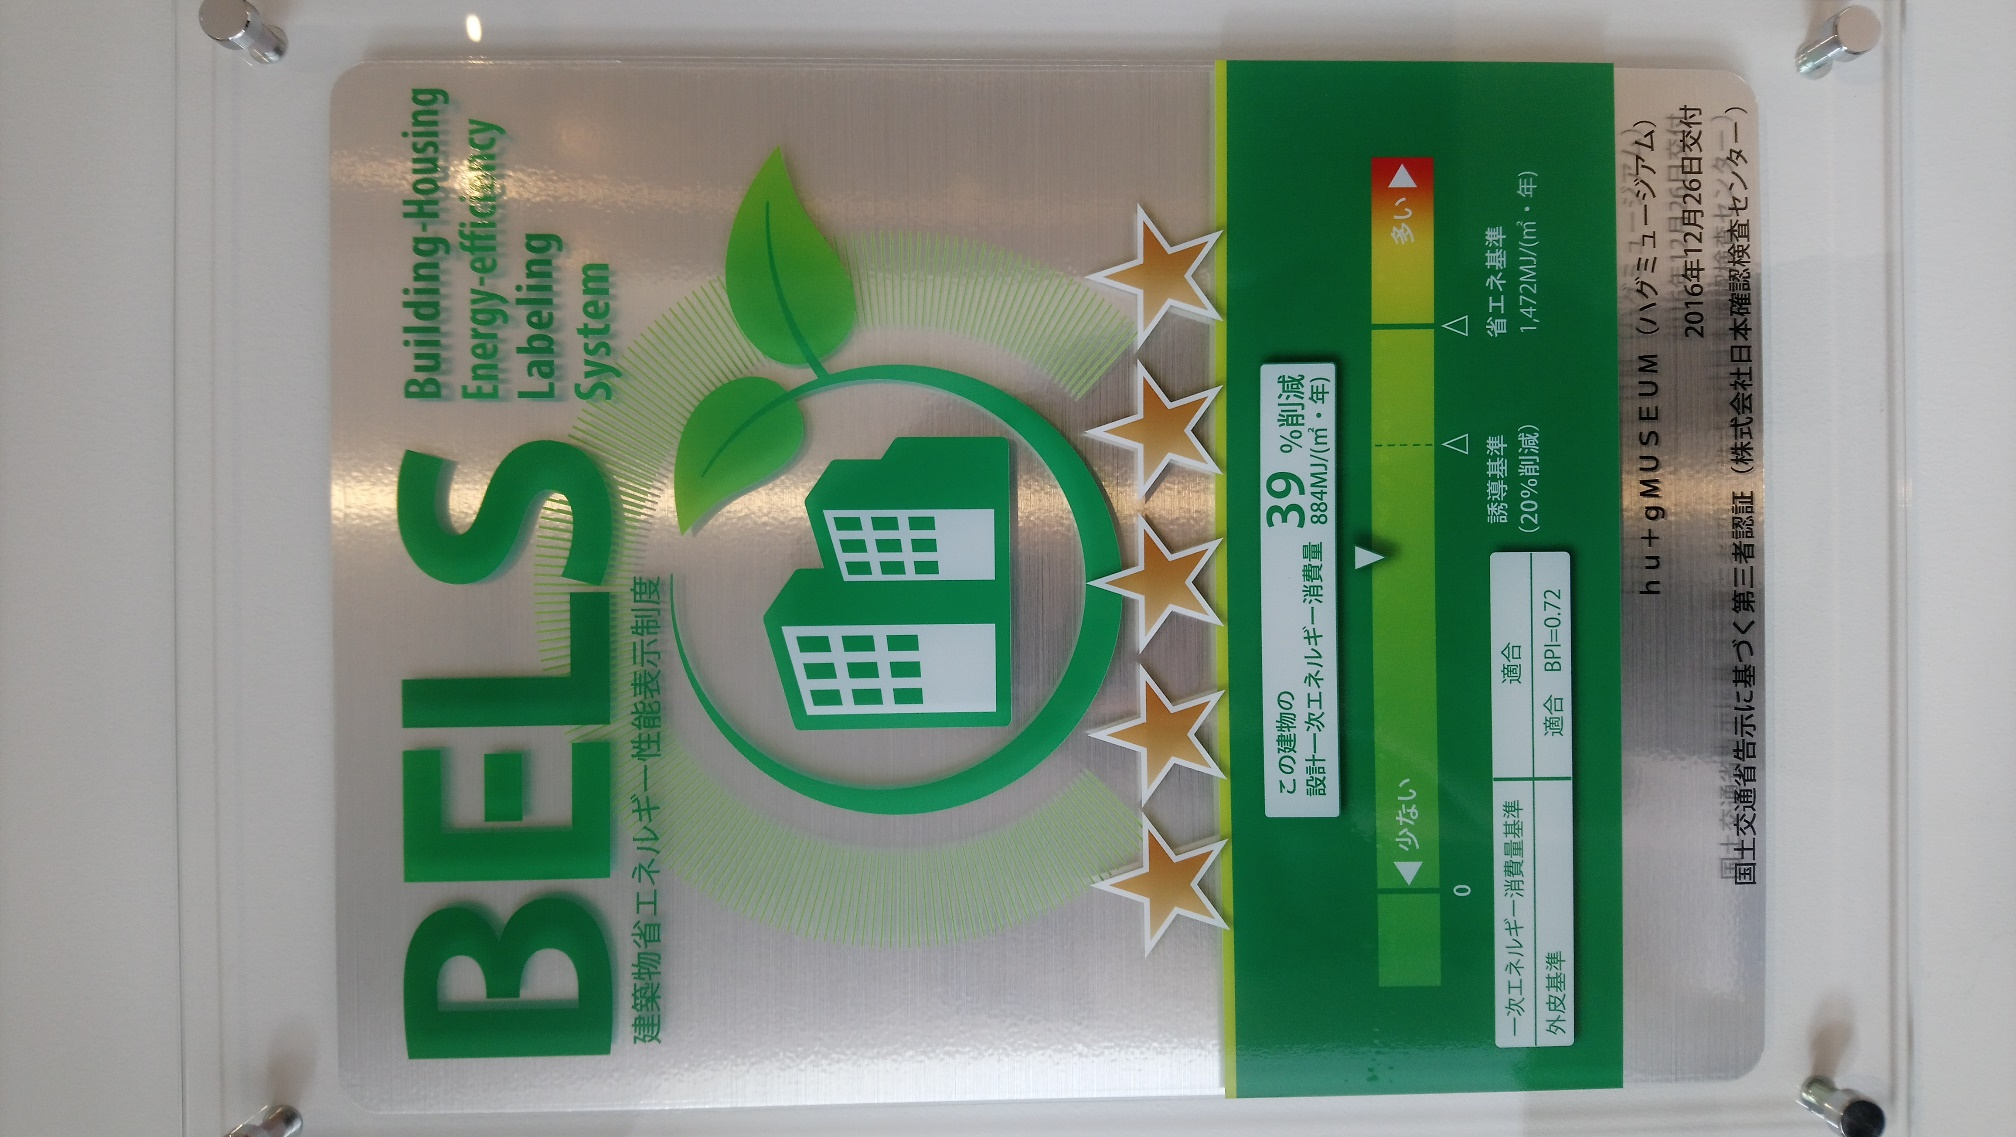 BELS
Building-Housing
Energy-efficiency
Labeling
System
建築物省エネルギー性能表示制度
この建物の
設計一次エネルギー消費量 39 %削減
884MJ/(㎡・年)
少ない 多い
0
誘導基準
(20%削減)
省エネ基準
1,472MJ/(㎡・年)
一次エネルギー消費量基準 適合
外皮基準 適合 BPI=0.72
hu+gMUSEUM（ハグミュージアム）
2016年12月26日交付
国土交通省告示に基づく第三者認証（株式会社日本確認検査センター）